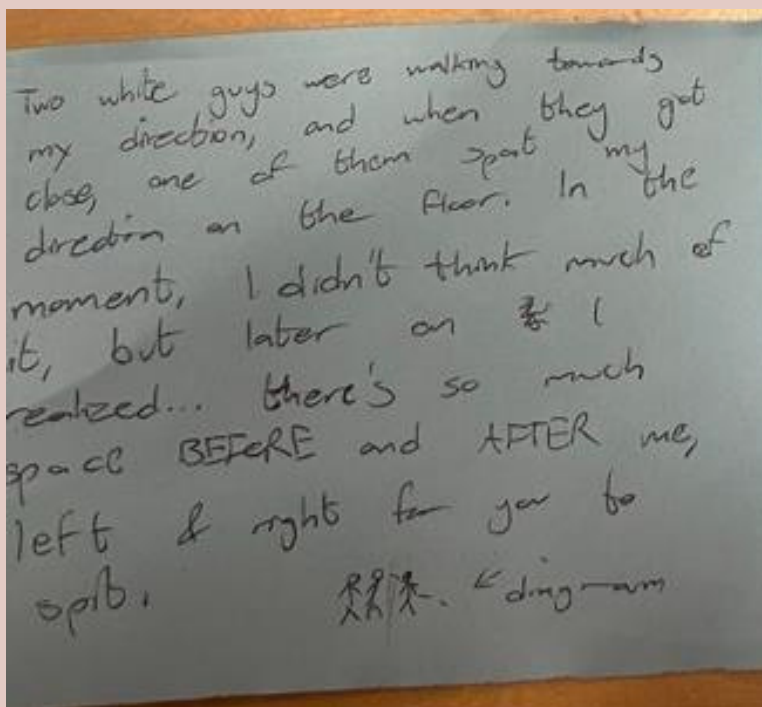 Two white guys were walking towards
my direction, and when they got
close, one of them spat my
direction on the floor. In the
moment, I didn't think much of
it, but later on I
realized... there's so much
space BEFORE and AFTER me,
left & right for you to
spit. ← diagram